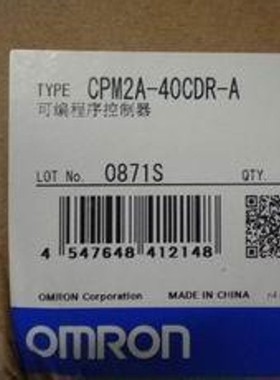 TYPE CPM2A-40CDR-A
可编程序控制器
LOT No. 0871S QTY.
4 547648 412148
OMRON Corporation MADE IN CHINA
OMRON